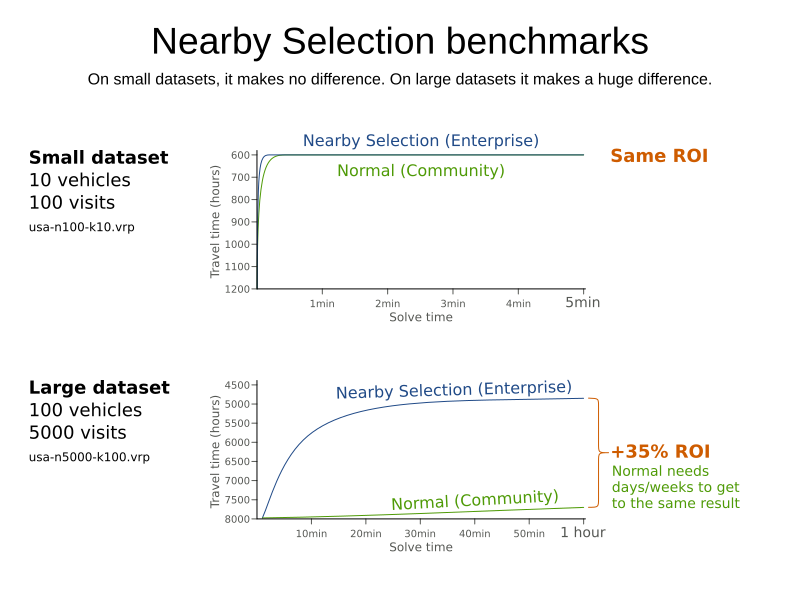 Nearby Selection benchmarks
On small datasets, it makes no difference. On large datasets it makes a huge difference.
Small dataset
10 vehicles
100 visits
usa-n100-k10.vrp
Travel time (hours)
600
700
800
900
1000
1100
1200
Nearby Selection (Enterprise)
Normal (Community)
1min
2min
3min
4min
5min
Solve time
Same ROI
Large dataset
100 vehicles
5000 visits
usa-n5000-k100.vrp
Travel time (hours)
4500
5000
5500
6000
6500
7000
7500
8000
Nearby Selection (Enterprise)
Normal (Community)
10min
20min
30min
40min
50min
1 hour
Solve time
+35% ROI
Normal needs
days/weeks to get
to the same result